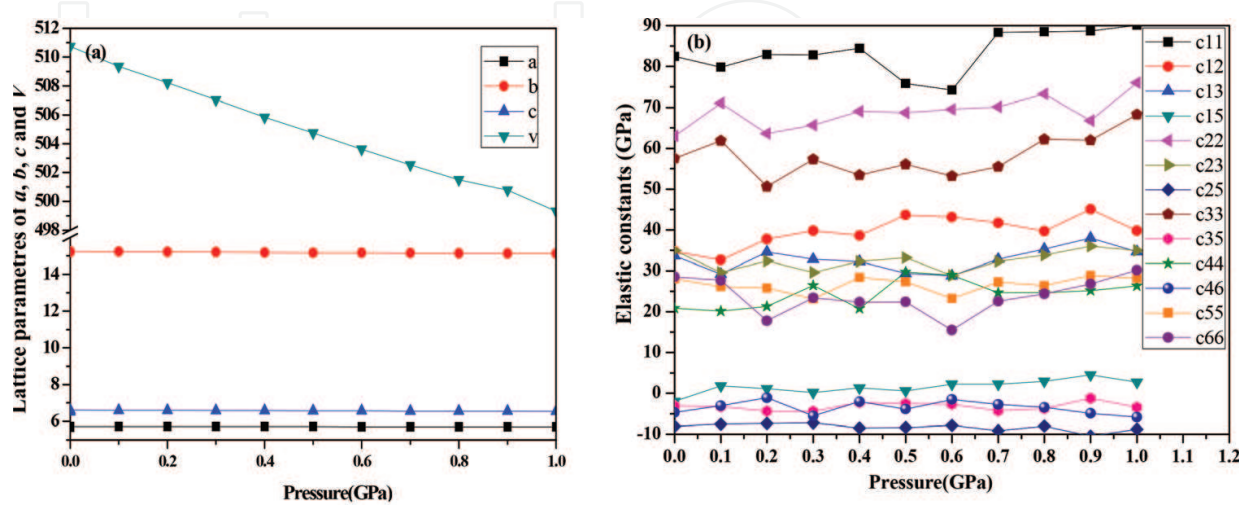 (a)
Lattice parametres of a, b, c and V
512
510
508
506
504
502
500
498
14
12
10
8
6
0.0 0.2 0.4 0.6 0.8 1.0
Pressure(GPa)
a
b
c
v
(b)
Elastic constants (GPa)
90
80
70
60
50
40
30
20
10
0
-10
0.0 0.1 0.2 0.3 0.4 0.5 0.6 0.7 0.8 0.9 1.0 1.1 1.2
Pressure(GPa)
c11
c12
c13
c15
c22
c23
c25
c33
c35
c44
c46
c55
c66